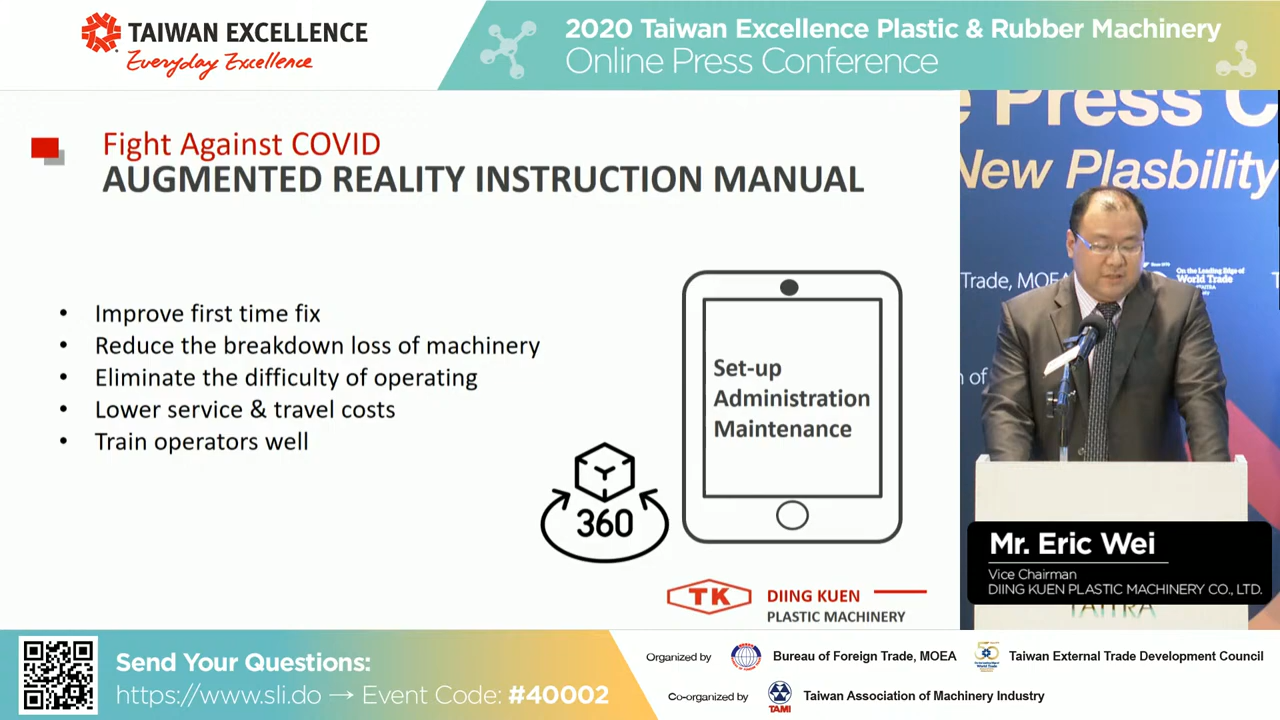 TAIWAN EXCELLENCE
Everyday Excellence
2020 Taiwan Excellence Plastic & Rubber Machinery
Online Press Conference
Fight Against COVID
AUGMENTED REALITY INSTRUCTION MANUAL
• Improve first time fix
• Reduce the breakdown loss of machinery
• Eliminate the difficulty of operating
• Lower service & travel costs
• Train operators well
Set-up
Administration
Maintenance
360
TK
DIING KUEN
PLASTIC MACHINERY
e Press C
New Plasbility
Trade, MOEA
On the Leading Edge of
World Trade
n of
Mr. Eric Wei
Vice Chairman
DIING KUEN PLASTIC MACHINERY CO., LTD.
TAITRA
Send Your Questions:
https://www.sli.do → Event Code: #40002
Organized by
Bureau of Foreign Trade, MOEA
Taiwan External Trade Development Council
Co-organized by
TAMI
Taiwan Association of Machinery Industry